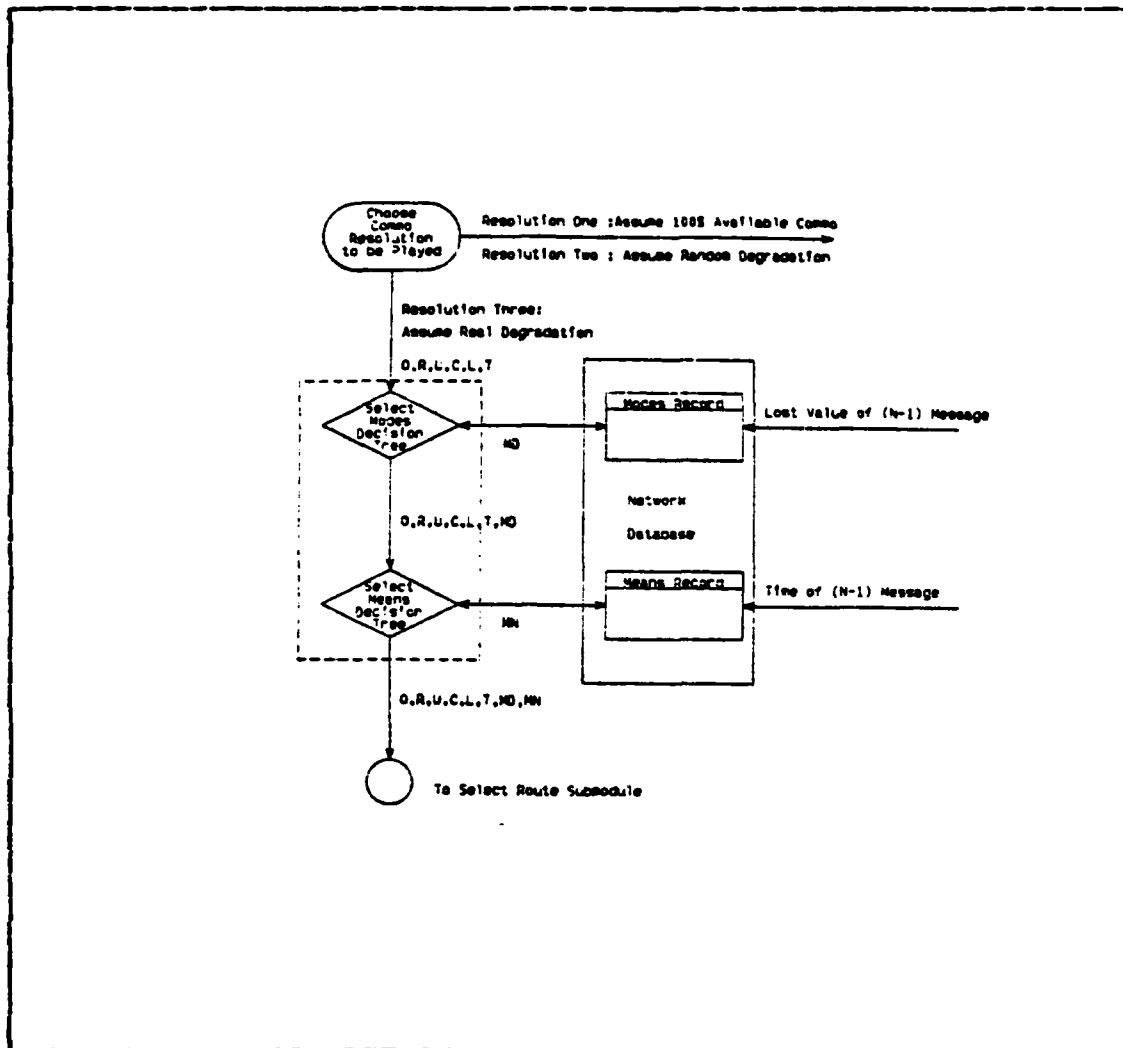 Choose
Commo
Resolution
to be Played
Resolution One :Assume 100% Available Commo
Resolution Two : Assume Random Degradation
Resolution Three:
Assume Real Degradation
O,R,U,C,L,T
Select
Modes
Decision
Tree
MD
Modes Record
Lost Value of (N-1) Message
Network
Database
O,R,U,C,L,T,MD
Select
Means
Decision
Tree
MN
Means Record
Time of (N-1) Message
O,R,U,C,L,T,MD,MN
To Select Route Submodule